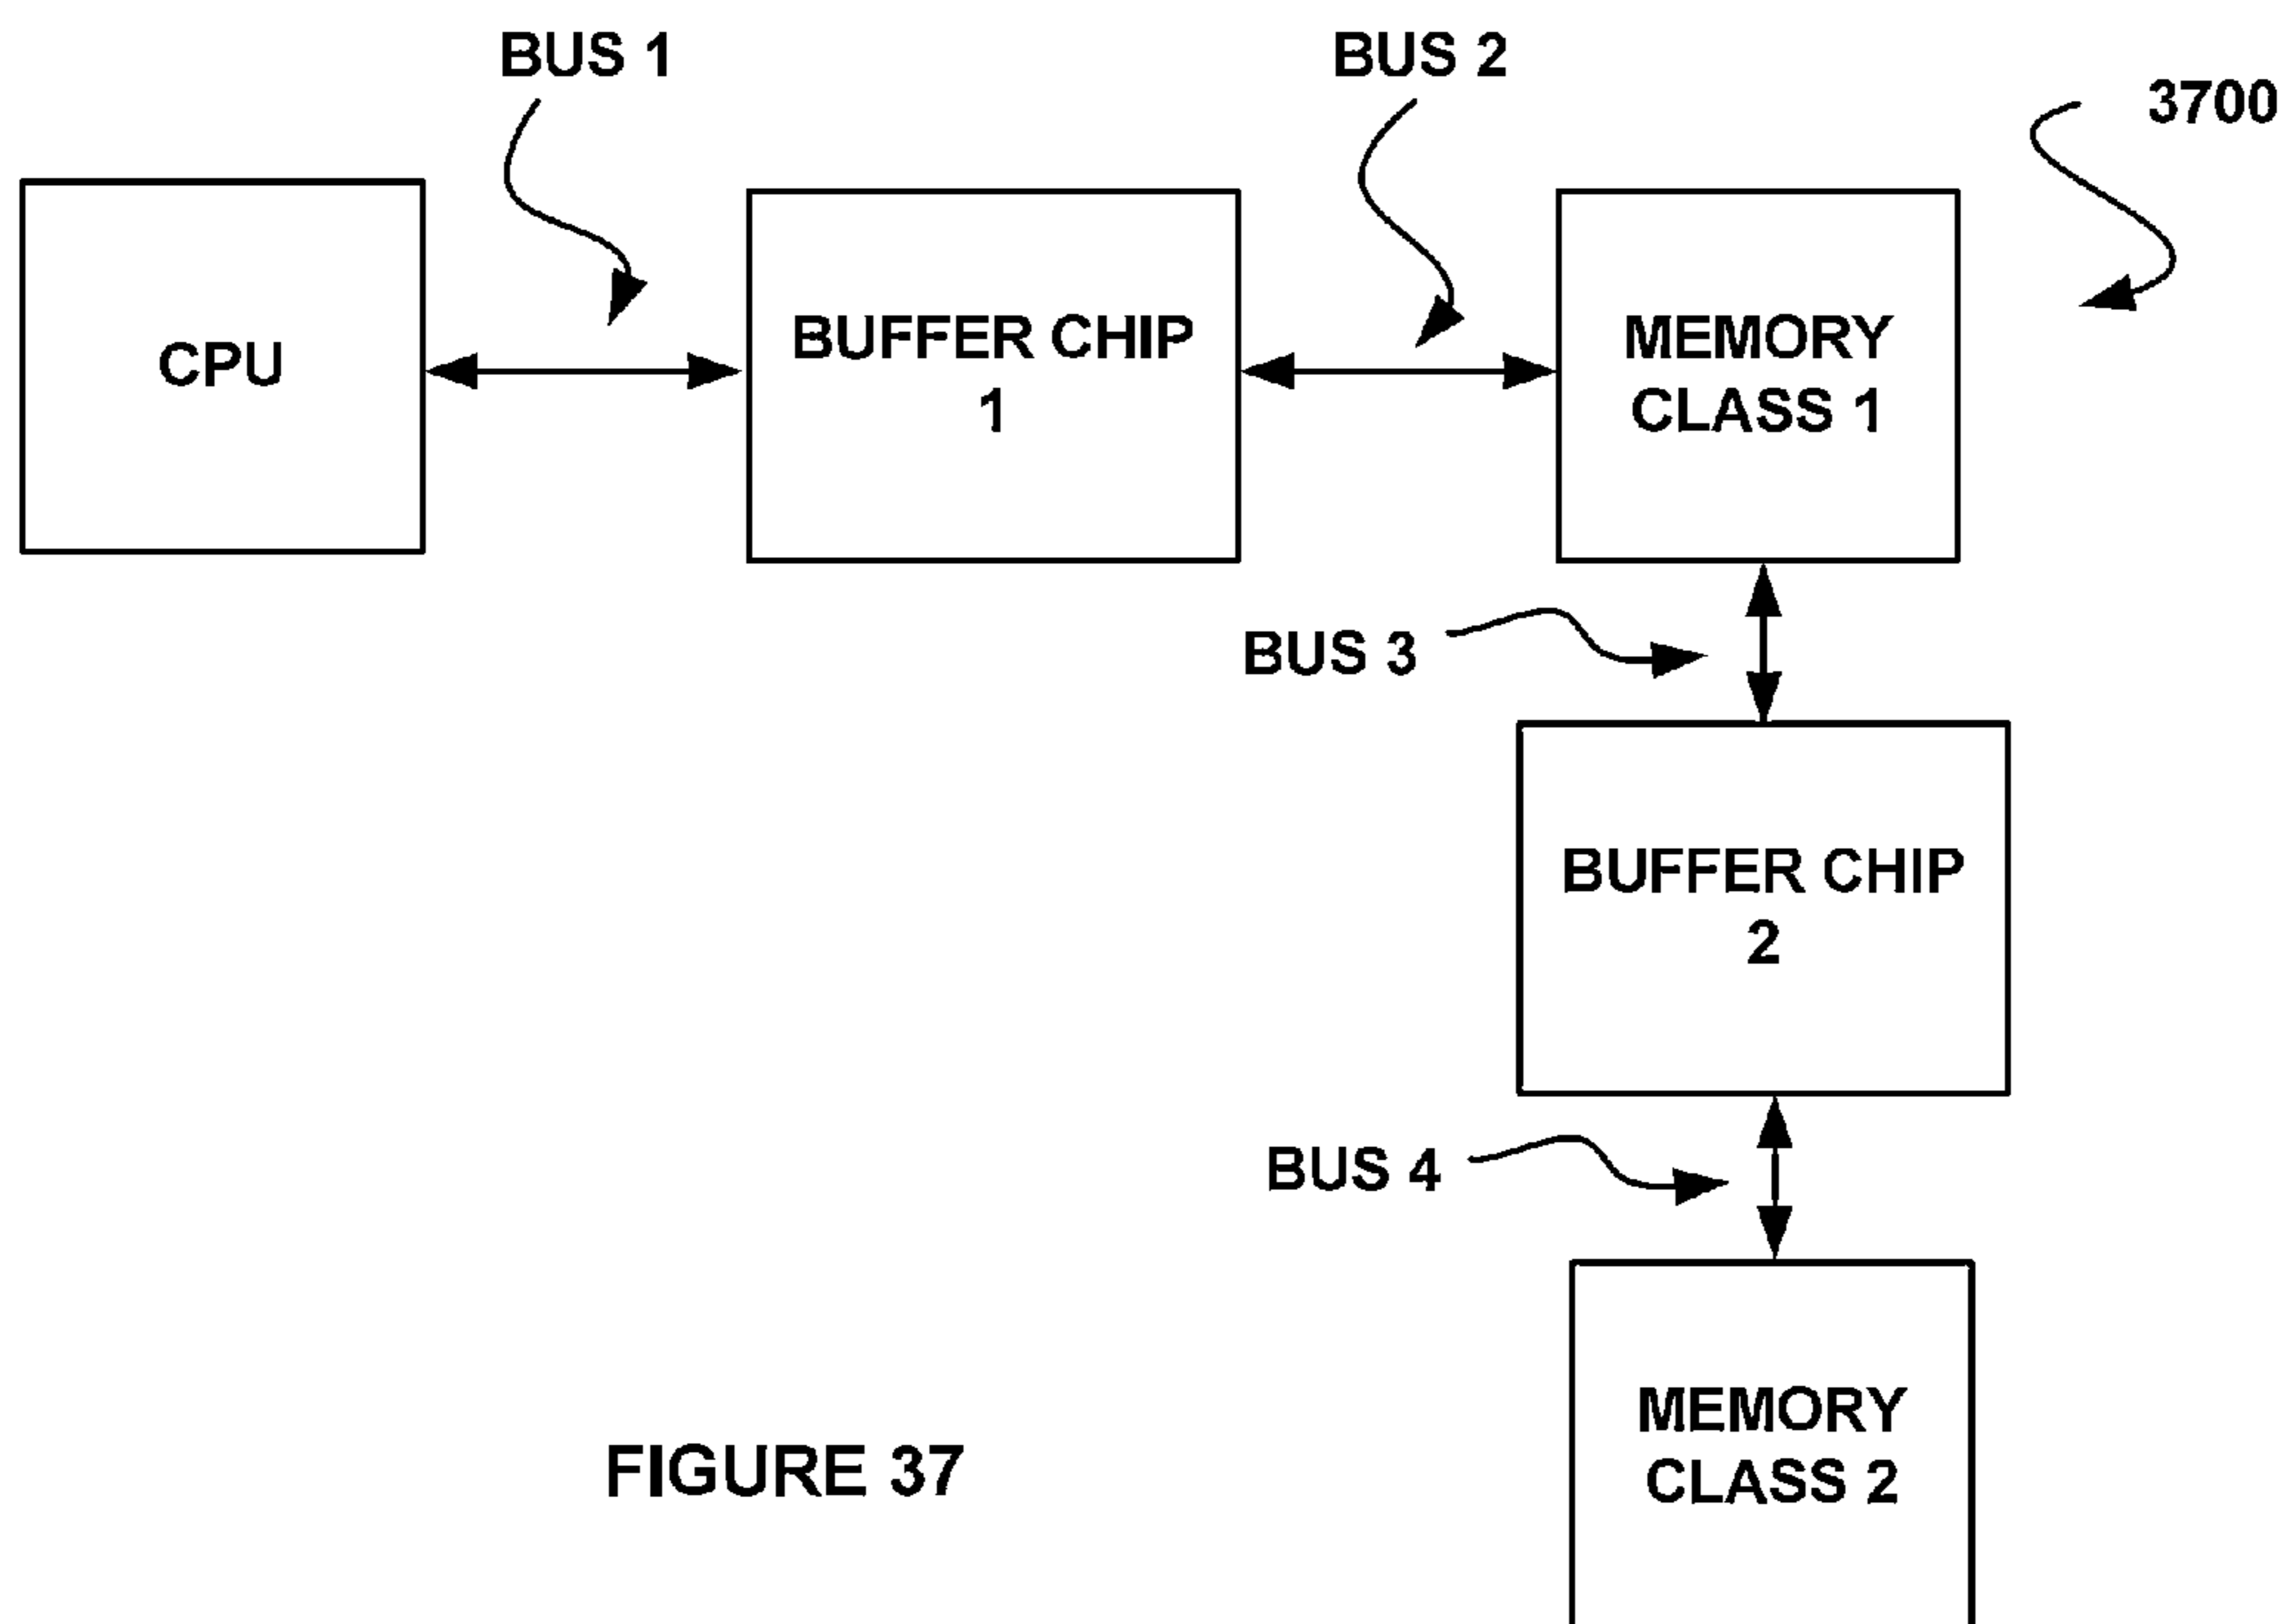 BUS 1
BUS 2
3700
CPU
BUFFER CHIP
1
MEMORY
CLASS 1
BUS 3
BUFFER CHIP
2
BUS 4
MEMORY
CLASS 2
FIGURE 37